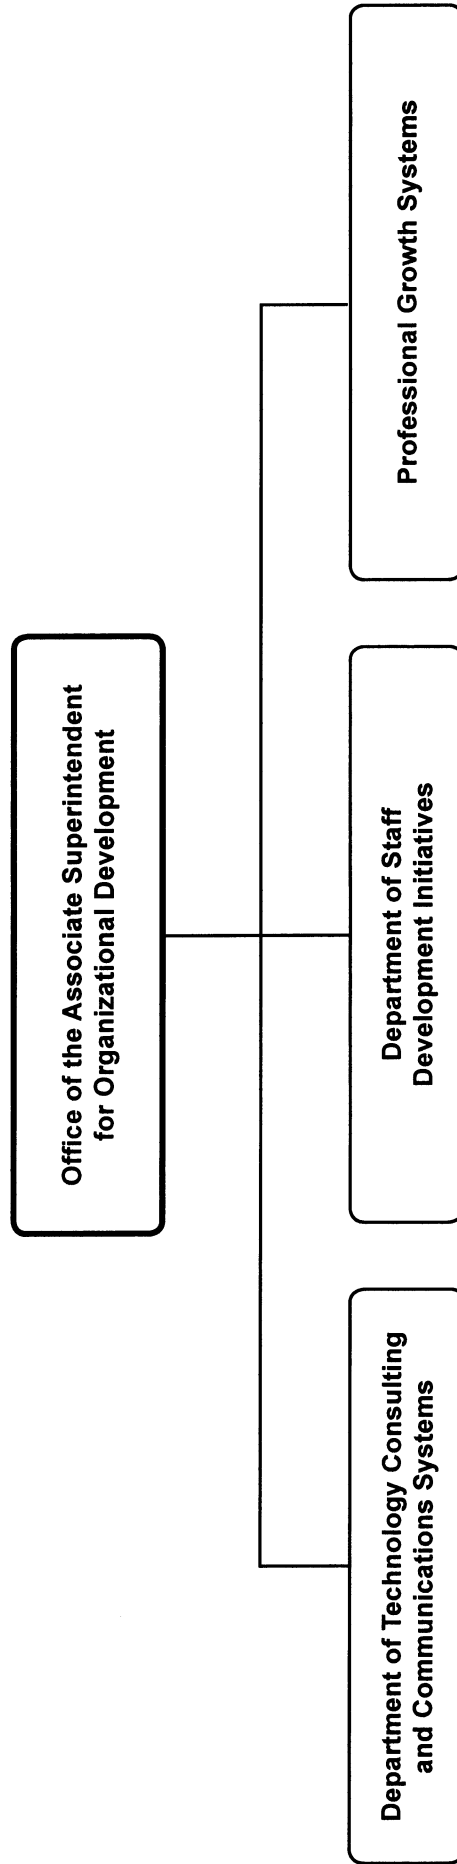 Office of the Associate Superintendent
for Organizational Development
Department of Technology Consulting
and Communications Systems
Department of Staff
Development Initiatives
Professional Growth Systems